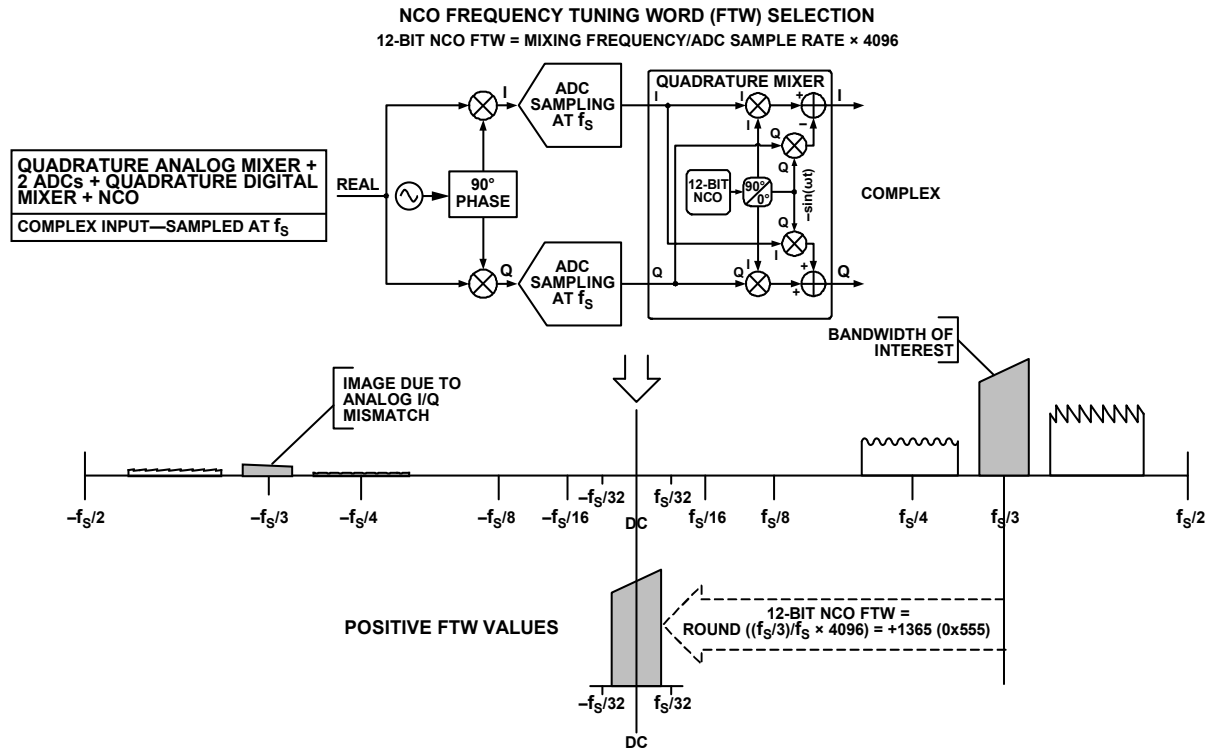 NCO FREQUENCY TUNING WORD (FTW) SELECTION
12-BIT NCO FTW = MIXING FREQUENCY/ADC SAMPLE RATE × 4096
QUADRATURE ANALOG MIXER +
2 ADCs + QUADRATURE DIGITAL
MIXER + NCO
COMPLEX INPUT—SAMPLED AT fS
REAL
90°
PHASE
I
ADC
SAMPLING
AT fS
Q
ADC
SAMPLING
AT fS
QUADRATURE MIXER
I
I
I
+
I
–
Q
Q
12-BIT
NCO
90°
0°
–sin(ωt)
COMPLEX
Q
I
I
+
Q
Q
+
Q
BANDWIDTH OF
INTEREST
IMAGE DUE TO
ANALOG I/Q
MISMATCH
–fS/2
–fS/3
–fS/4
–fS/8
–fS/16
–fS/32
DC
fS/32
fS/16
fS/8
fS/4
fS/3
fS/2
POSITIVE FTW VALUES
12-BIT NCO FTW =
ROUND ((fS/3)/fS × 4096) = +1365 (0x555)
–fS/32
fS/32
DC